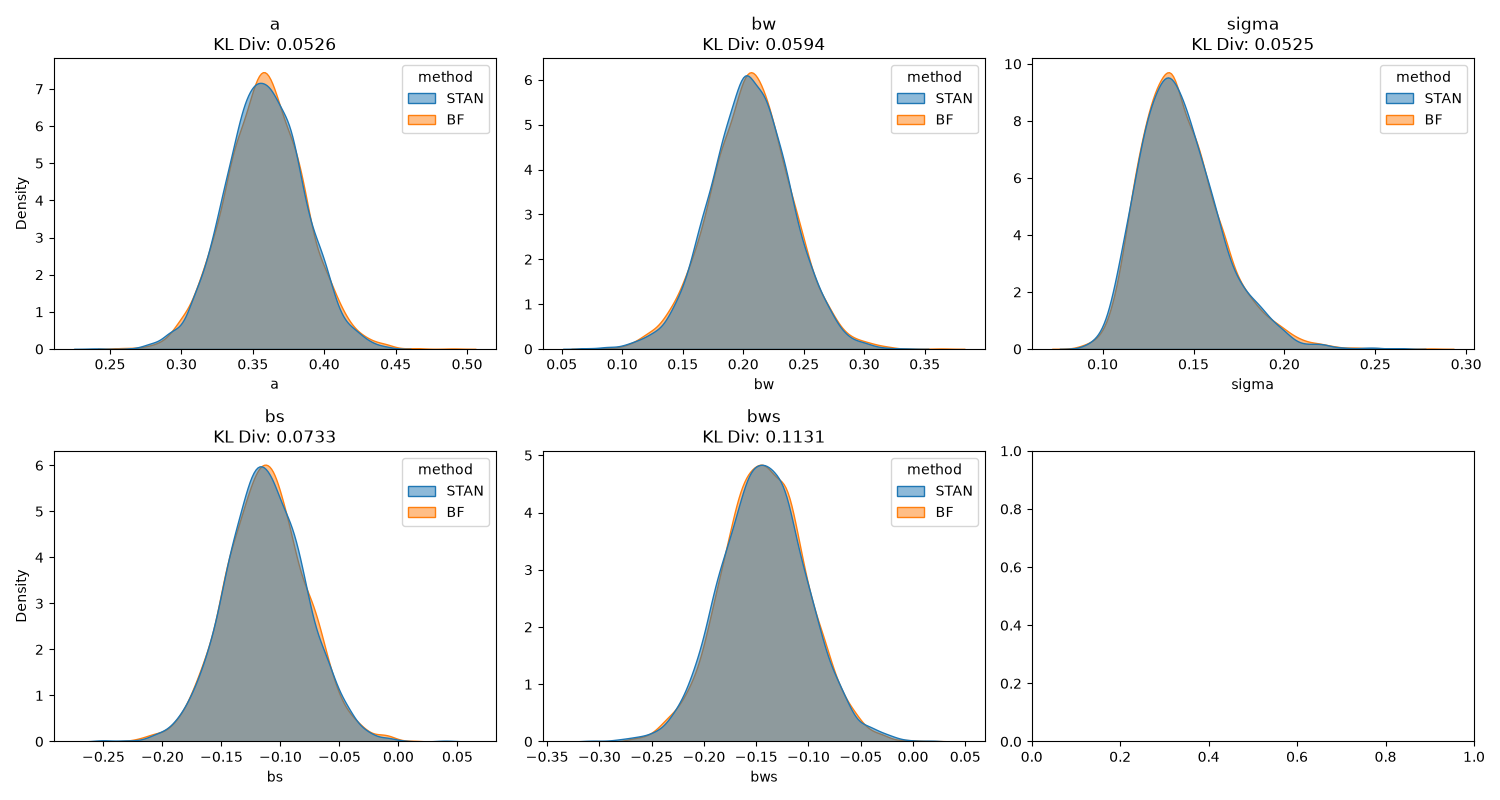 a
KL Div: 0.0526
method
STAN
BF
Density
7
6
5
4
3
2
1
0
0.25 0.30 0.35 0.40 0.45 0.50
a
bw
KL Div: 0.0594
method
STAN
BF
6
5
4
3
2
1
0
0.05 0.10 0.15 0.20 0.25 0.30 0.35
bw
sigma
KL Div: 0.0525
method
STAN
BF
10
8
6
4
2
0
0.10 0.15 0.20 0.25 0.30
sigma
bs
KL Div: 0.0733
method
STAN
BF
Density
6
5
4
3
2
1
0
−0.25 −0.20 −0.15 −0.10 −0.05 0.00 0.05
bs
bws
KL Div: 0.1131
method
STAN
BF
5
4
3
2
1
0
−0.35 −0.30 −0.25 −0.20 −0.15 −0.10 −0.05 0.00 0.05
bws
1.0
0.8
0.6
0.4
0.2
0.0
0.0 0.2 0.4 0.6 0.8 1.0